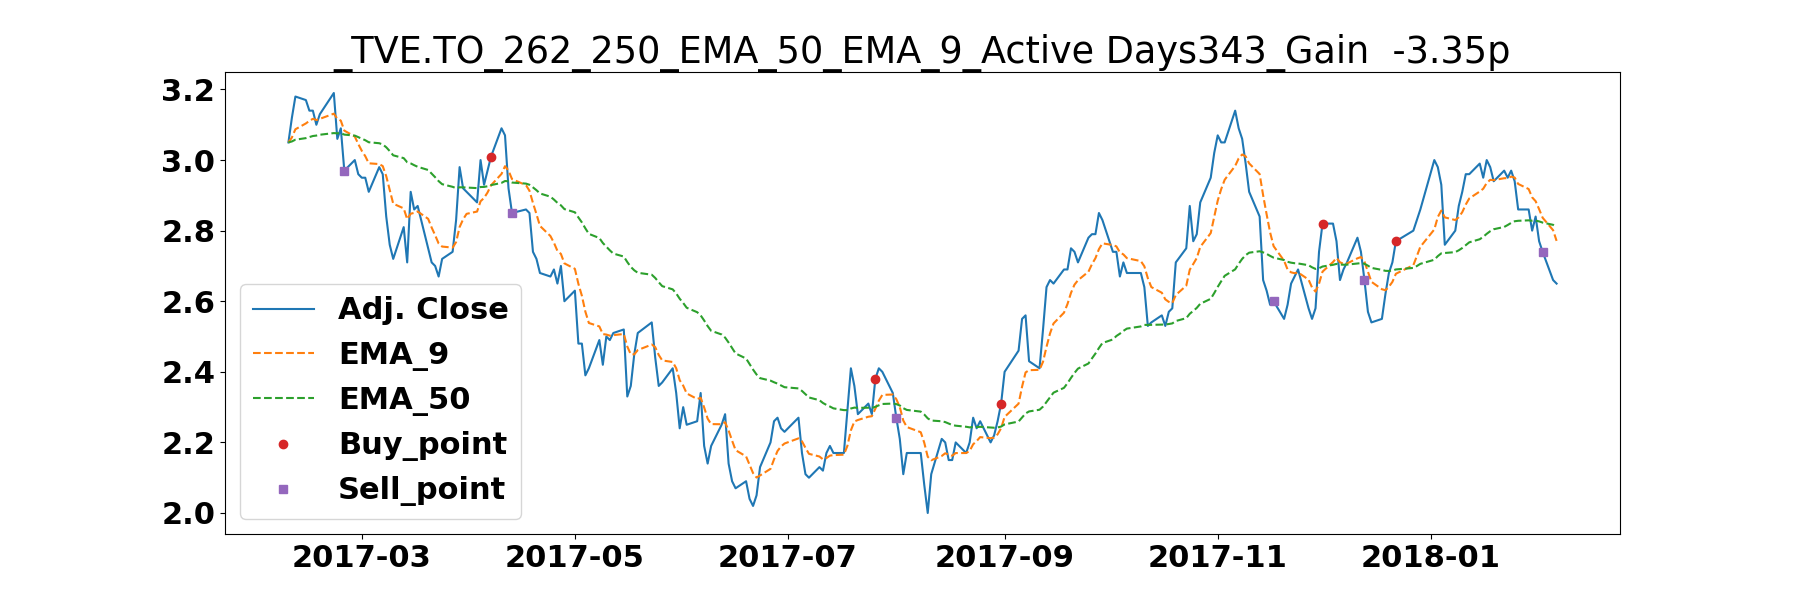 _TVE.TO_262_250_EMA_50_EMA_9_Active Days343_Gain  -3.35p
3.2
3.0
2.8
2.6
2.4
2.2
2.0
Adj. Close
EMA_9
EMA_50
Buy_point
Sell_point
2017-03 2017-05 2017-07 2017-09 2017-11 2018-01